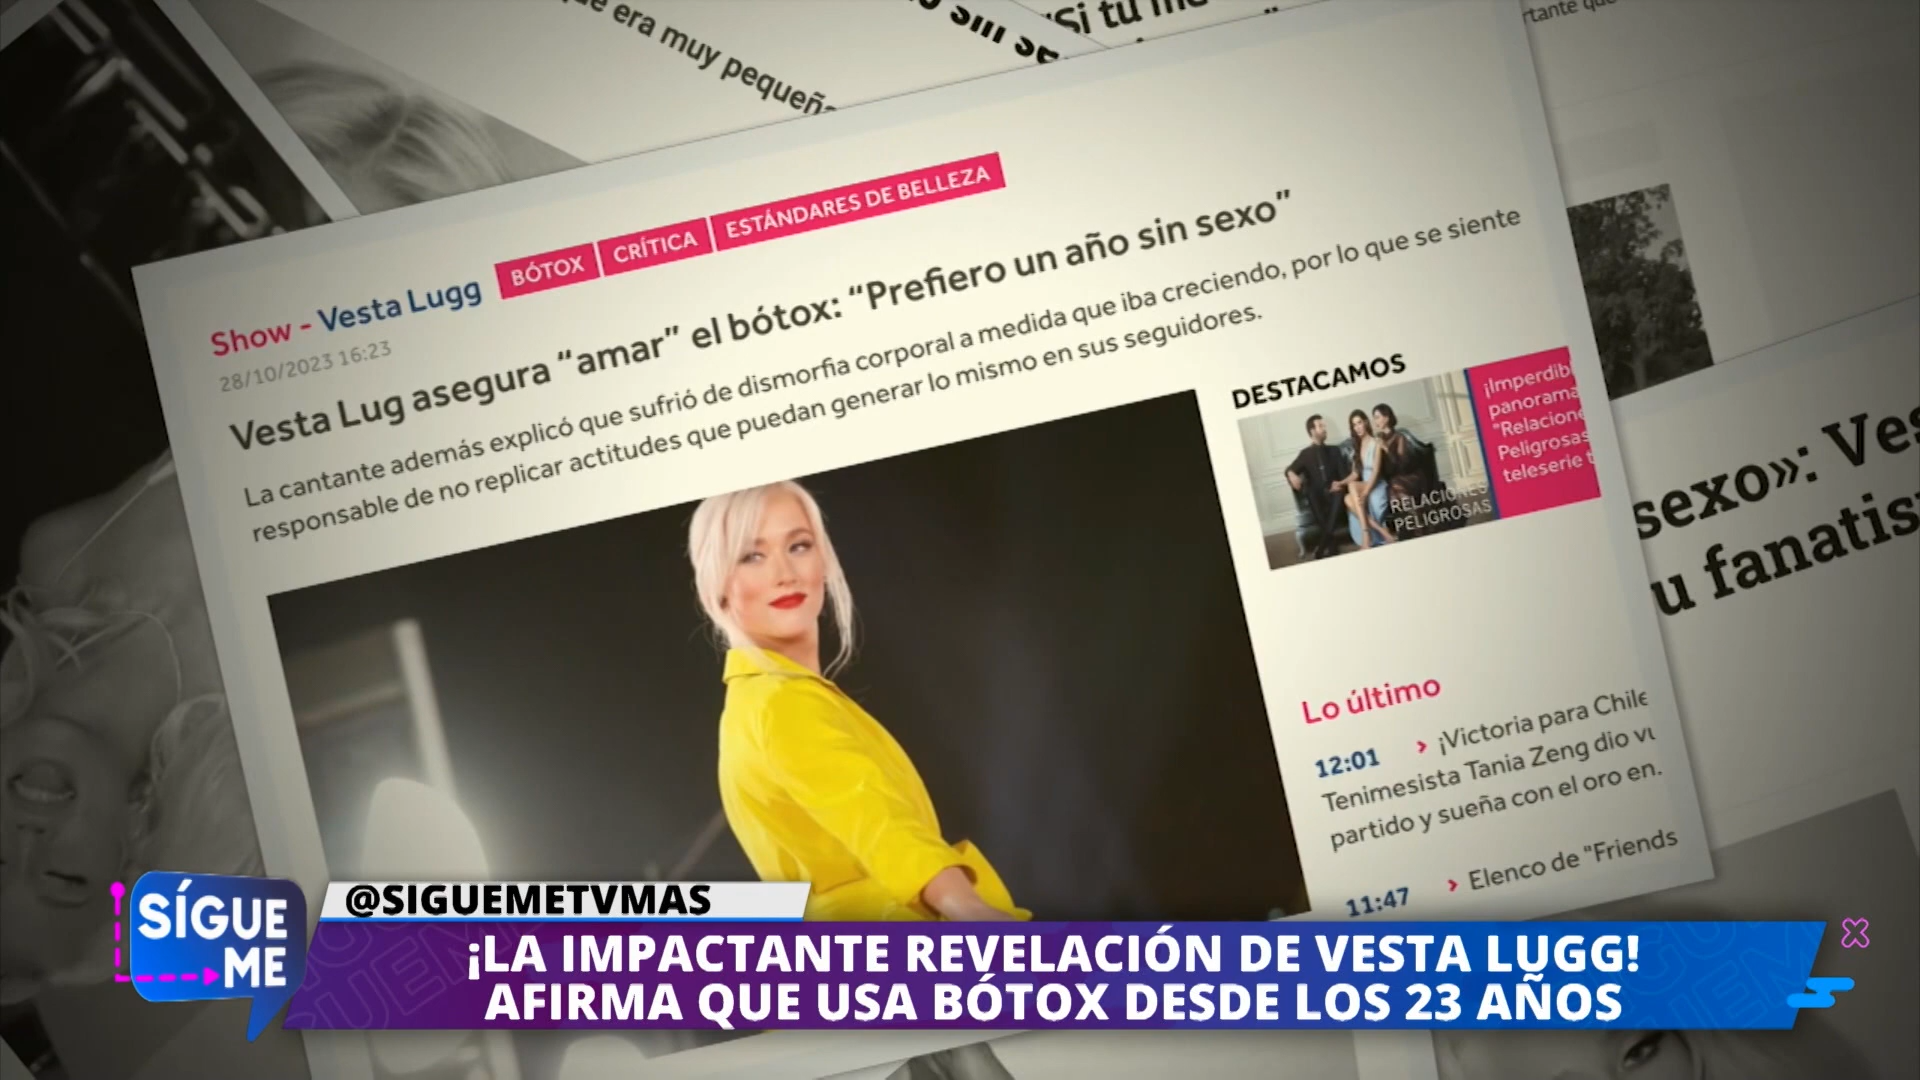 e era muy pequeña
"Si tu me
rtante que
Show - Vesta Lugg
BÓTOX
CRÍTICA
ESTÁNDARES DE BELLEZA
28/10/2023 16:23
Vesta Lug asegura “amar” el bótox: “Prefiero un año sin sexo”
La cantante además explicó que sufrió de dismorfia corporal a medida que iba creciendo, por lo que se siente
responsable de no replicar actitudes que puedan generar lo mismo en sus seguidores.
DESTACAMOS
RELACIONES
PELIGROSAS
¡Imperdib
panorama
"Relacione
Peligrosas
teleserie t
sexo»: Ves
u fanatis
Lo último
12:01 › ¡Victoria para Chile
Tenimesista Tania Zeng dio vu
partido y sueña con el oro en.
11:47 › Elenco de "Friends
SÍGUE
ME
@SIGUEMETVMAS
¡LA IMPACTANTE REVELACIÓN DE VESTA LUGG!
AFIRMA QUE USA BÓTOX DESDE LOS 23 AÑOS